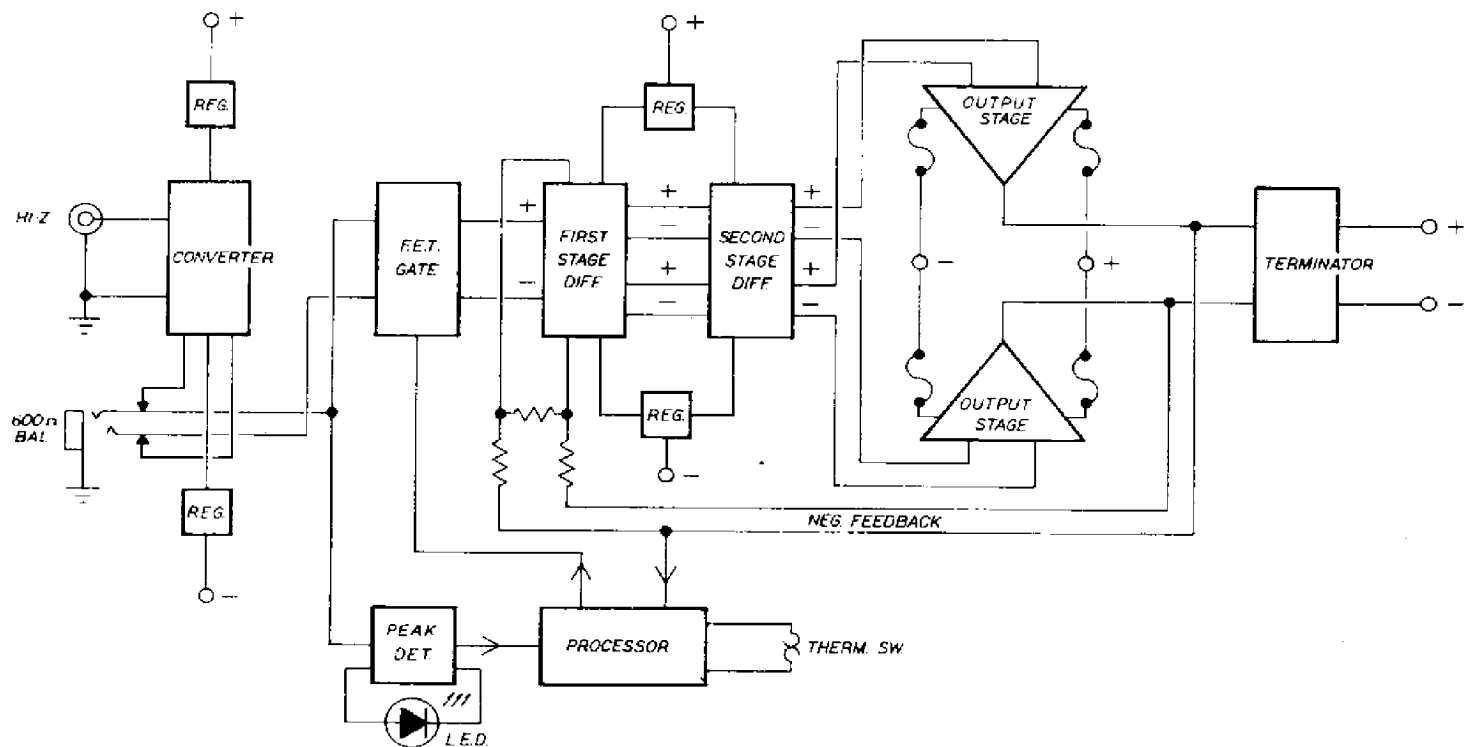 +
+
REG.
REG.
OUTPUT
STAGE
HI-Z
CONVERTER
F.E.T.
GATE
+
−
FIRST
STAGE
DIFF.
+
−
+
−
SECOND
STAGE
DIFF.
+
−
+
−
−
+
TERMINATOR
+
−
600Ω
BAL.
REG.
−
REG.
−
OUTPUT
STAGE
NEG. FEEDBACK
PEAK
DET.
PROCESSOR
THERM. SW.
L.E.D.